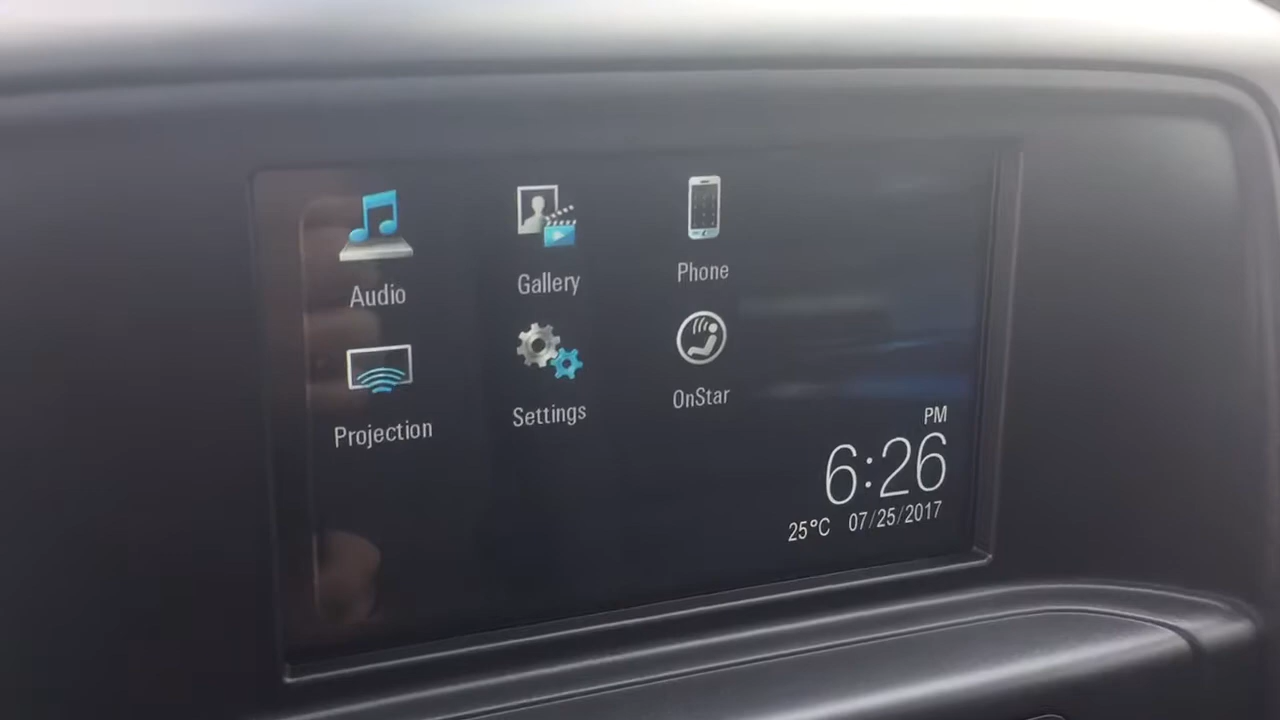 Audio
Gallery
Phone
Projection
Settings
OnStar
PM
6:26
25°C 07/25/2017